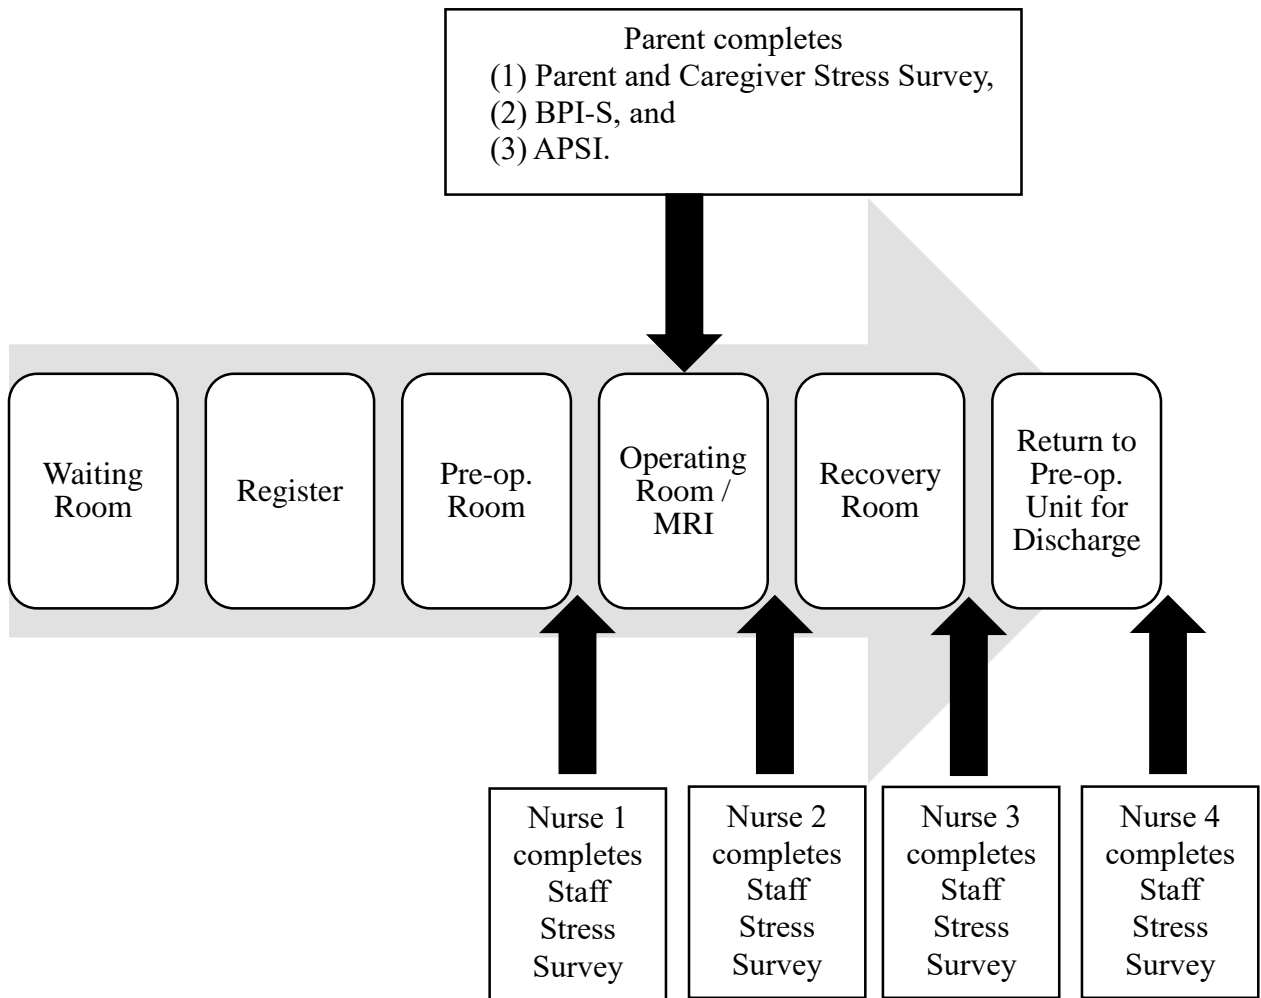 Parent completes
(1) Parent and Caregiver Stress Survey,
(2) BPI-S, and
(3) APSI.
Waiting
Room
Register
Pre-op.
Room
Operating
Room /
MRI
Recovery
Room
Return to
Pre-op.
Unit for
Discharge
Nurse 1
completes
Staff
Stress
Survey
Nurse 2
completes
Staff
Stress
Survey
Nurse 3
completes
Staff
Stress
Survey
Nurse 4
completes
Staff
Stress
Survey